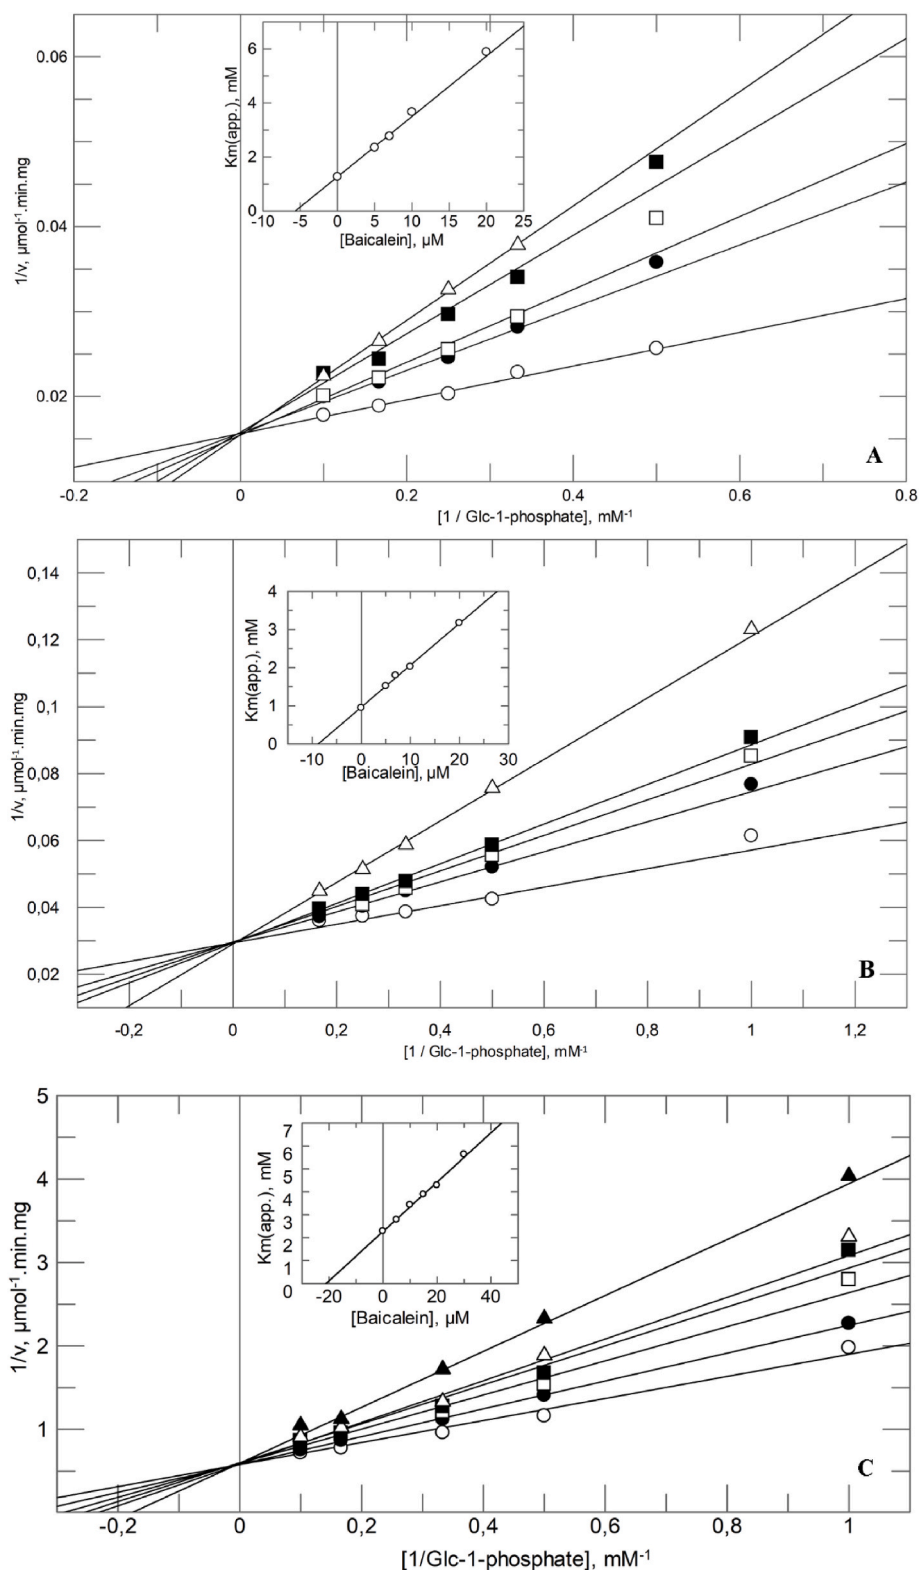 6
4
2
0
Km(app.), mM
-10 -5 0 5 10 15 20 25
[Baicalein], µM
0.06
0.04
0.02
1/v, µmol-1.min.mg
A
-0.2 0 0.2 0.4 0.6 0.8
[1 / Glc-1-phosphate], mM-1
4
3
2
1
0
Km(app.), mM
-10 0 10 20 30
[Baicalein], µM
0,14
0,12
0,1
0,08
0,06
0,04
0,02
1/v, µmol-1.min.mg
B
-0,2 0 0,2 0,4 0,6 0,8 1 1,2
[1 / Glc-1-phosphate], mM-1
7
6
5
4
3
2
1
0
Km(app.), mM
-20 0 20 40
[Baicalein], µM
5
4
3
2
1
1/v, µmol-1.min.mg
C
-0,2 0 0,2 0,4 0,6 0,8 1
[1/Glc-1-phosphate], mM-1